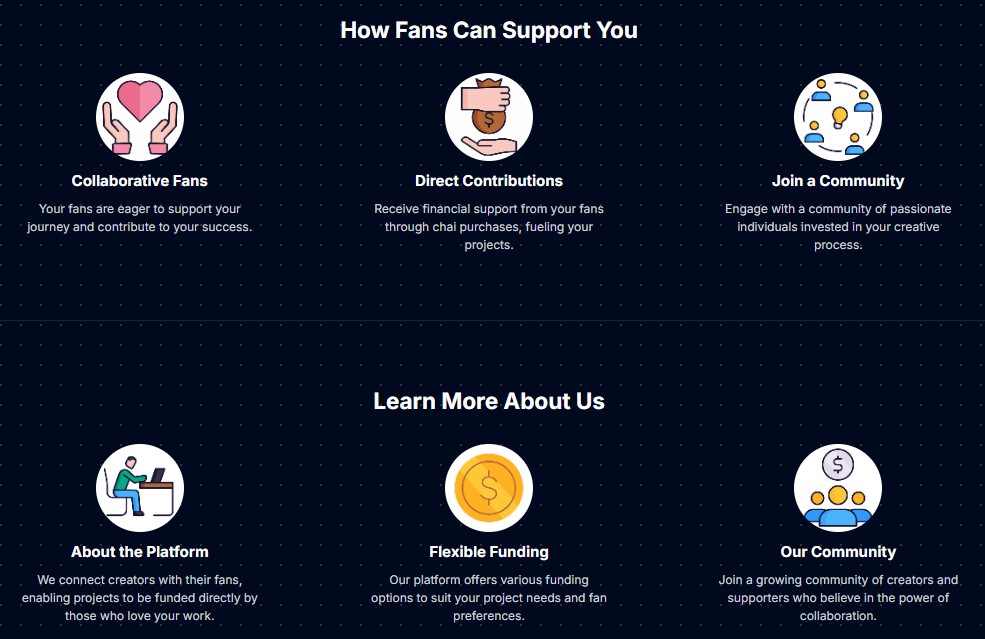 How Fans Can Support You
Collaborative Fans
Your fans are eager to support your
journey and contribute to your success.
$
Direct Contributions
Receive financial support from your fans
through chai purchases, fueling your
projects.
Join a Community
Engage with a community of passionate
individuals invested in your creative
process.
Learn More About Us
About the Platform
We connect creators with their fans,
enabling projects to be funded directly by
those who love your work.
$
Flexible Funding
Our platform offers various funding
options to suit your project needs and fan
preferences.
$
Our Community
Join a growing community of creators and
supporters who believe in the power of
collaboration.